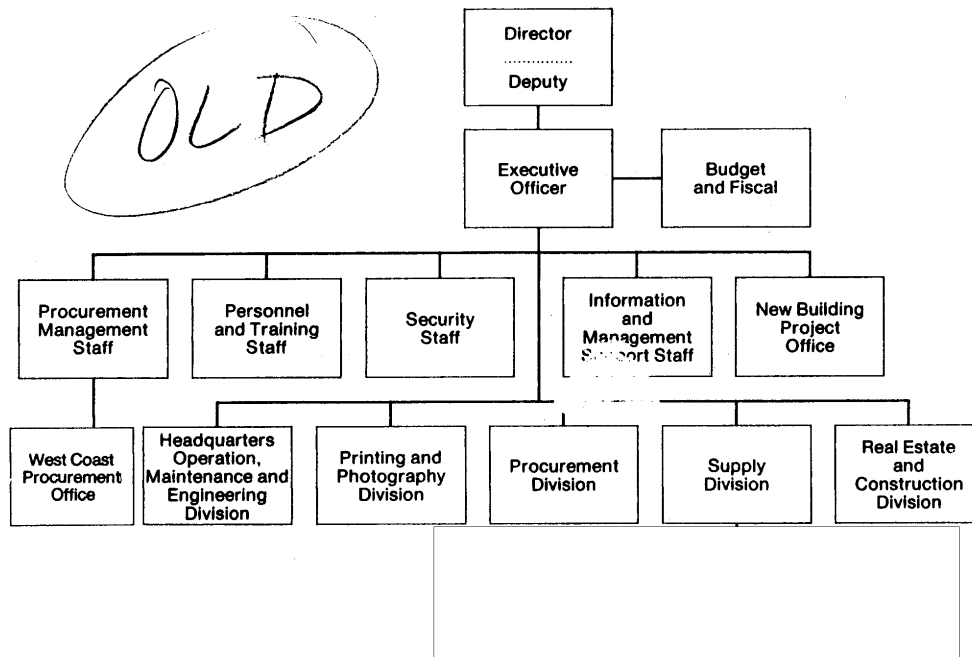 OLD
Director
Deputy
Executive
Officer
Budget
and Fiscal
Procurement
Management
Staff
Personnel
and Training
Staff
Security
Staff
Information
and
Management
Support Staff
New Building
Project
Office
West Coast
Procurement
Office
Headquarters
Operation,
Maintenance and
Engineering
Division
Printing and
Photography
Division
Procurement
Division
Supply
Division
Real Estate
and
Construction
Division